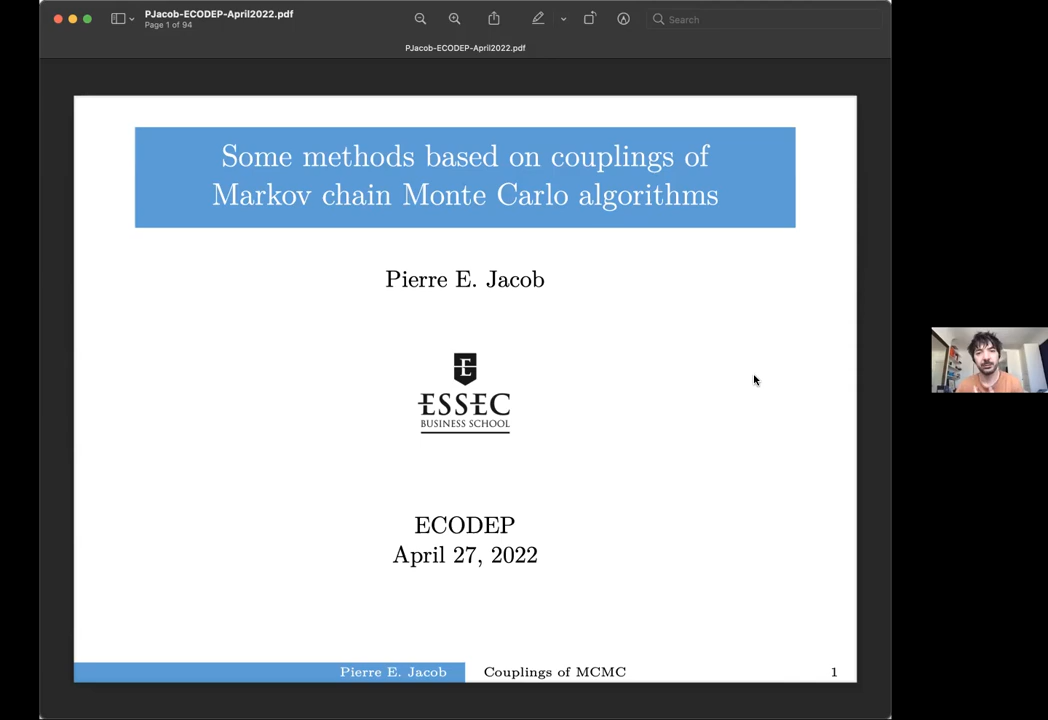 PJacob-ECODEP-April2022.pdf
Page 1 of 94
Search
PJacob-ECODEP-April2022.pdf
Some methods based on couplings of
Markov chain Monte Carlo algorithms
Pierre E. Jacob
E
ESSEC
BUSINESS SCHOOL
ECODEP
April 27, 2022
Pierre E. Jacob Couplings of MCMC 1